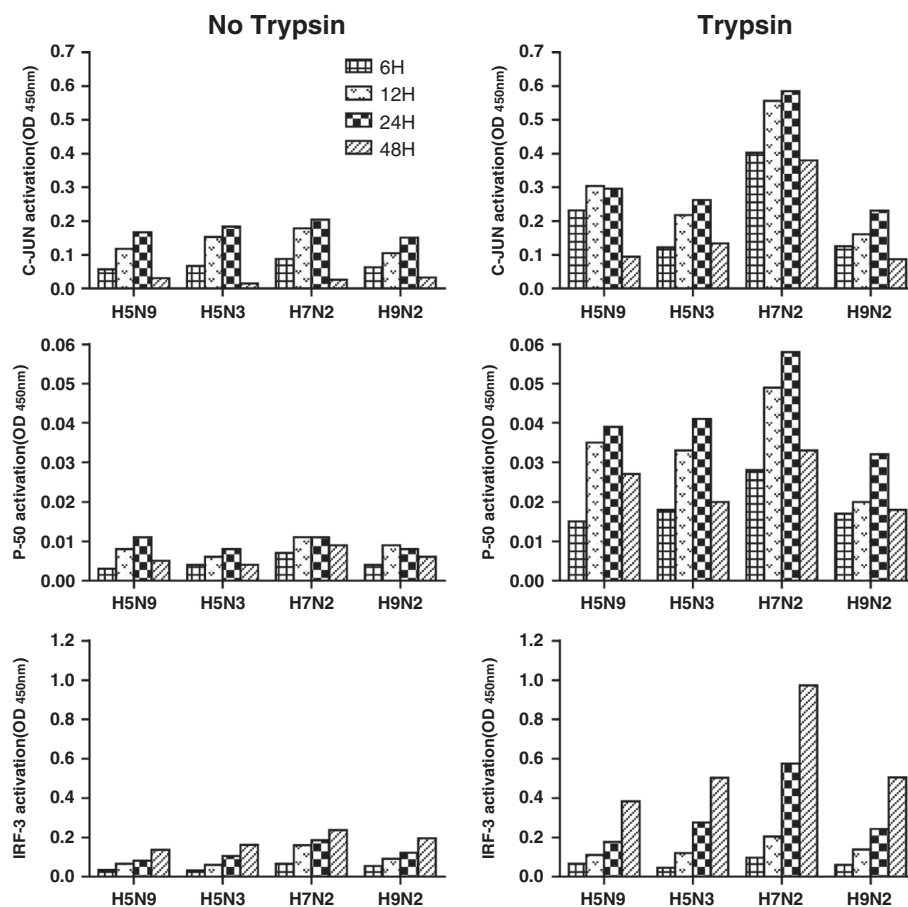 No Trypsin
Trypsin
C-JUN activation(OD 450nm)
0.7
0.6
0.5
0.4
0.3
0.2
0.1
0.0
6H
12H
24H
48H
H5N9 H5N3 H7N2 H9N2
C-JUN activation(OD 450nm)
0.7
0.6
0.5
0.4
0.3
0.2
0.1
0.0
H5N9 H5N3 H7N2 H9N2
P-50 activation(OD 450nm)
0.06
0.05
0.04
0.03
0.02
0.01
0.00
H5N9 H5N3 H7N2 H9N2
P-50 activation(OD 450nm)
0.06
0.05
0.04
0.03
0.02
0.01
0.00
H5N9 H5N3 H7N2 H9N2
IRF-3 activation(OD 450nm)
1.2
1.0
0.8
0.6
0.4
0.2
0.0
H5N9 H5N3 H7N2 H9N2
IRF-3 activation(OD 450nm)
1.2
1.0
0.8
0.6
0.4
0.2
0.0
H5N9 H5N3 H7N2 H9N2